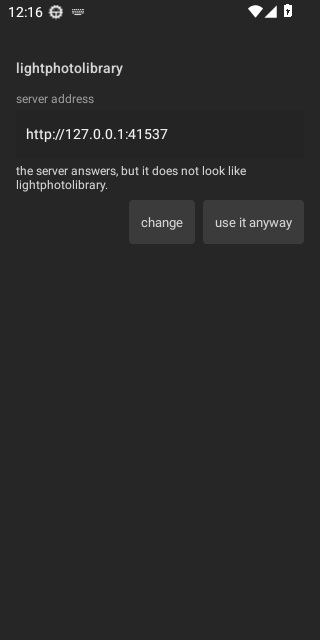 12:16
lightphotolibrary
server address
http://127.0.0.1:41537
the server answers, but it does not look like
lightphotolibrary.
change
use it anyway